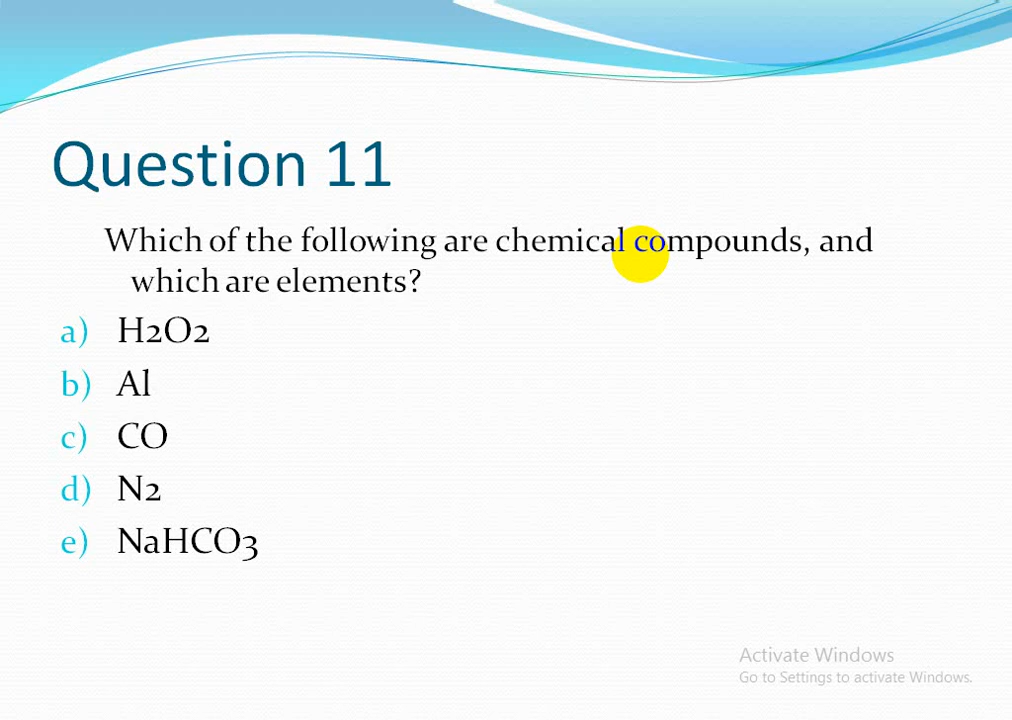 Question 11
Which of the following are chemical compounds, and
which are elements?
a) H2O2
b) Al
c) CO
d) N2
e) NaHCO3
Activate Windows
Go to Settings to activate Windows.